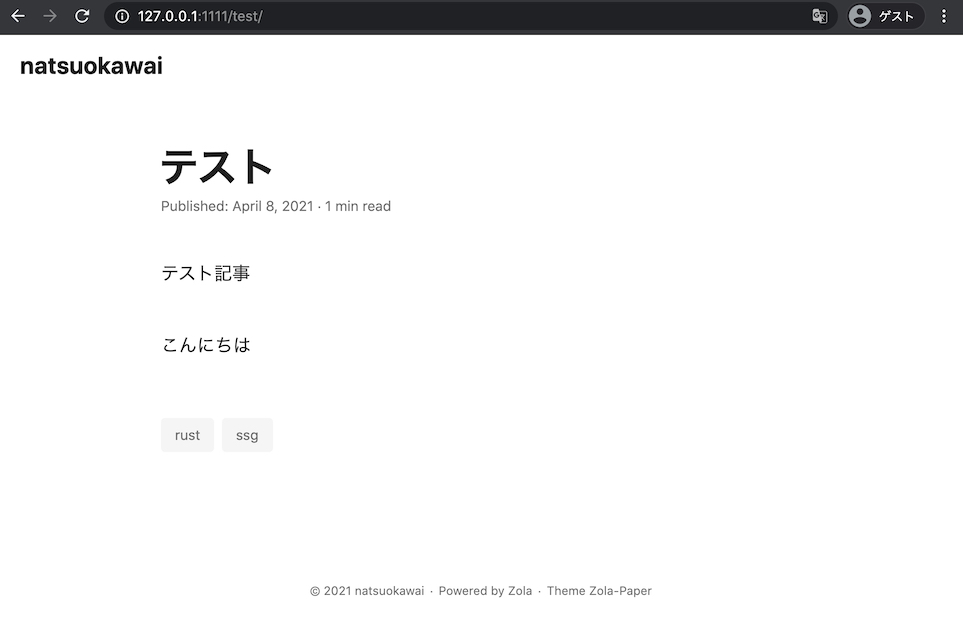 127.0.0.1:1111/test/
ゲスト
natsuokawai
テスト
Published: April 8, 2021 · 1 min read
テスト記事
こんにちは
rust ssg
© 2021 natsuokawai · Powered by Zola · Theme Zola-Paper